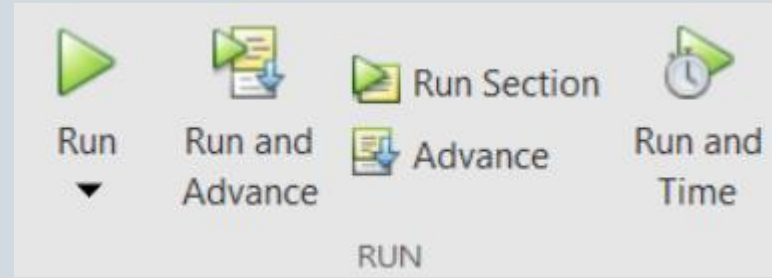 Run
Run and
Advance
Run Section
Advance
Run and
Time
RUN